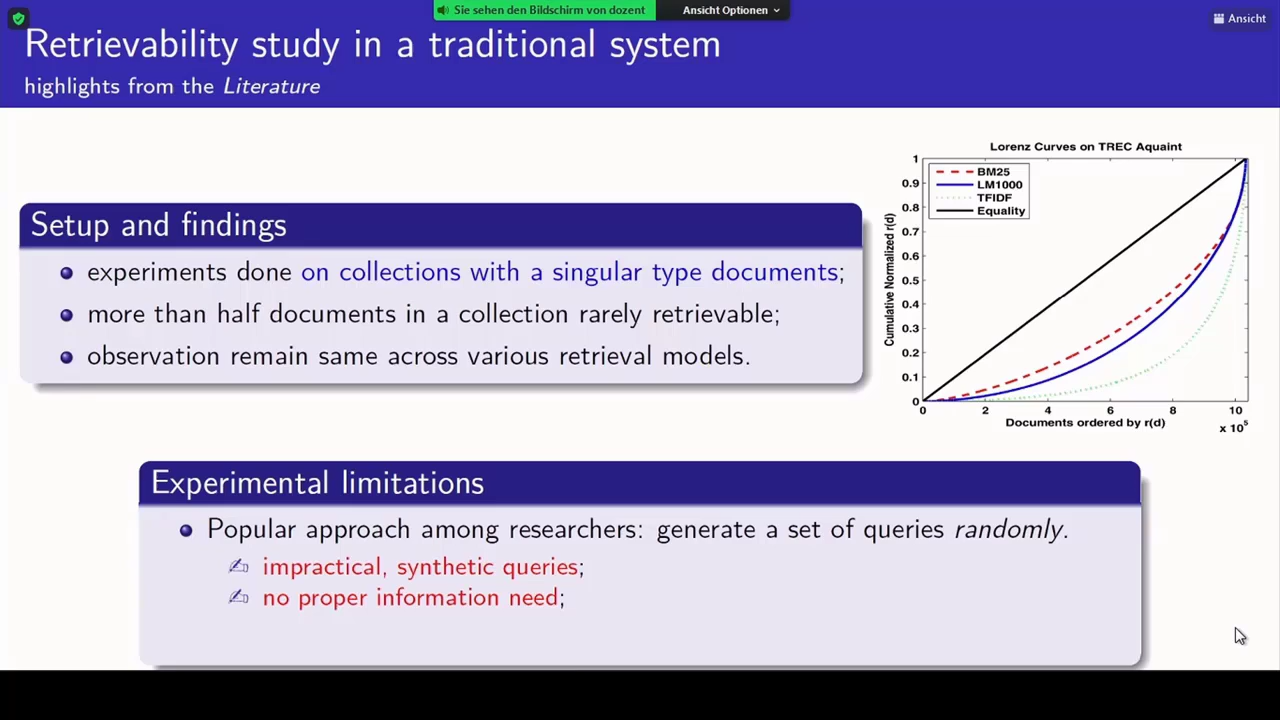 Sie sehen den Bildschirm von dozent
Ansicht Optionen
Ansicht
Retrievability study in a traditional system
highlights from the Literature
Setup and findings
experiments done on collections with a singular type documents;
more than half documents in a collection rarely retrievable;
observation remain same across various retrieval models.
Lorenz Curves on TREC Aquaint
BM25
LM1000
TFIDF
Equality
Cumulative Normalized r(d)
1
0.9
0.8
0.7
0.6
0.5
0.4
0.3
0.2
0.1
0
0 2 4 6 8 10
Documents ordered by r(d)
x 10⁵
Experimental limitations
Popular approach among researchers: generate a set of queries randomly.
impractical, synthetic queries;
no proper information need;